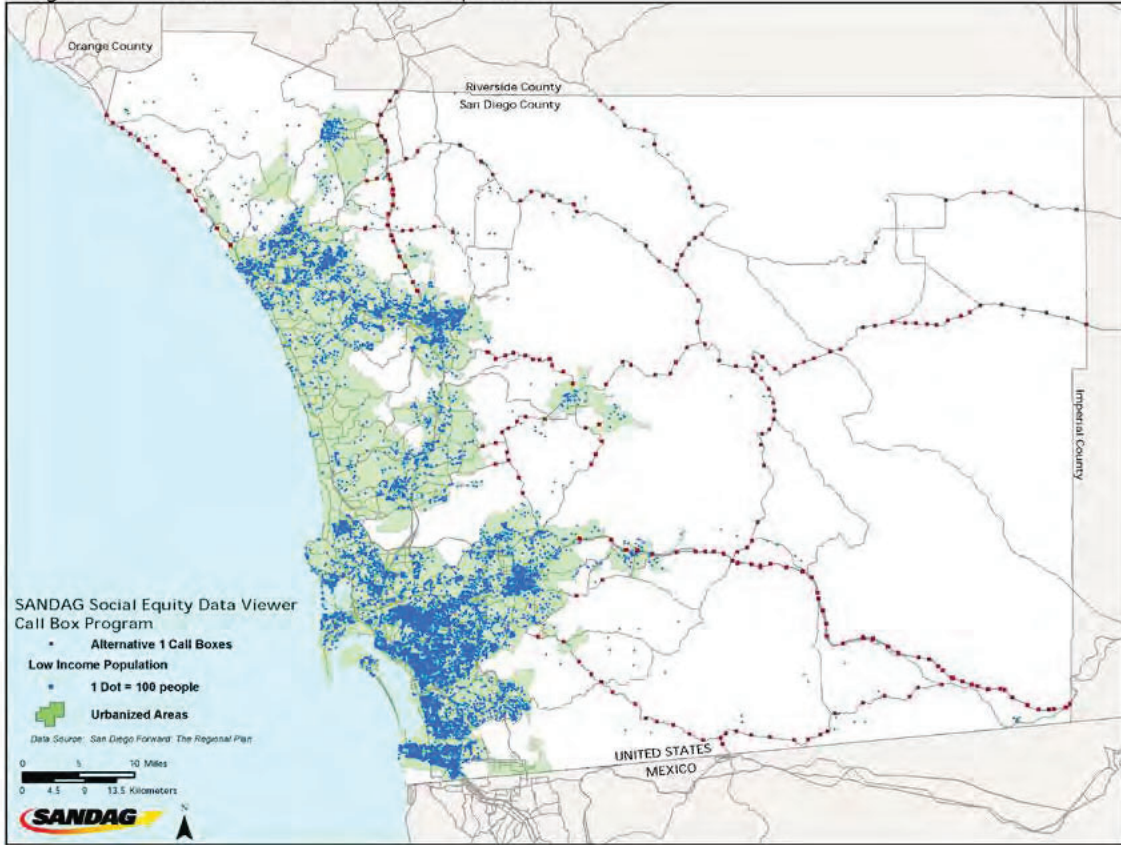 Orange County
Riverside County
San Diego County
Imperial County
UNITED STATES
MEXICO
SANDAG Social Equity Data Viewer
Call Box Program
Alternative 1 Call Boxes
Low Income Population
1 Dot = 100 people
Urbanized Areas
Data Source: San Diego Forward: The Regional Plan
0 5 10 Miles
0 4.5 9 13.5 Kilometers
SANDAG
N